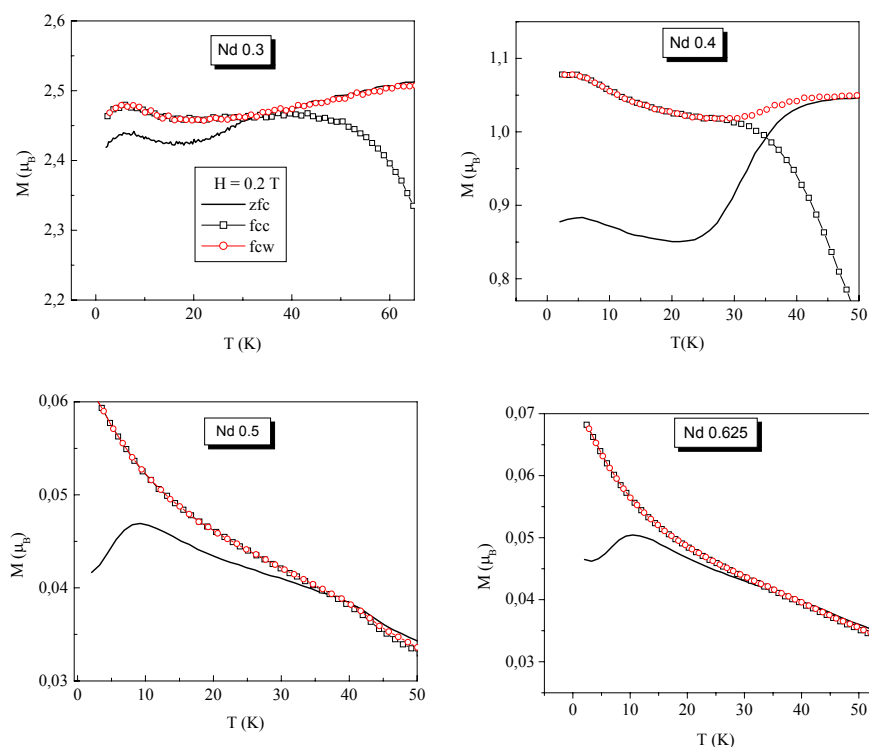 Nd 0.3
2,6
2,5
2,4
2,3
2,2
M (μB)
H = 0.2 T
zfc
fcc
fcw
0 20 40 60
T (K)
Nd 0.4
1,1
1,0
0,9
0,8
M (μB)
0 10 20 30 40 50
T(K)
Nd 0.5
0,06
0,05
0,04
0,03
M (μB)
0 10 20 30 40 50
T (K)
Nd 0.625
0,07
0,06
0,05
0,04
0,03
M (μB)
0 10 20 30 40 50
T (K)